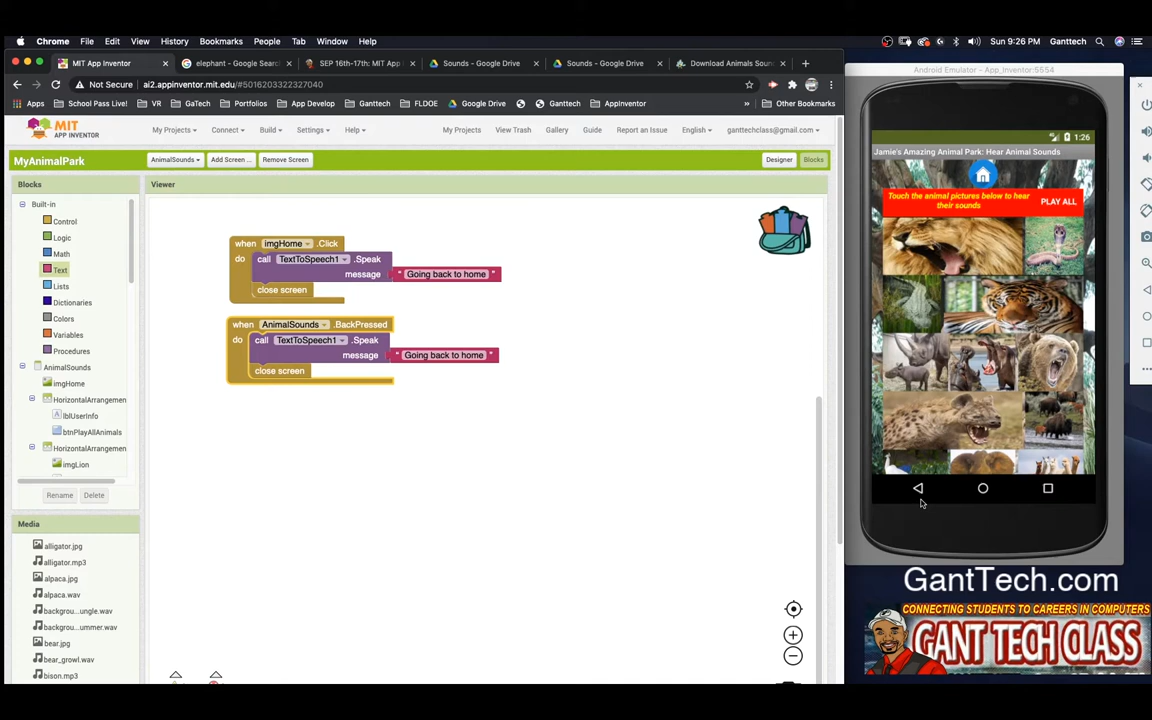 Chrome File Edit View History Bookmarks People Tab Window Help
Sun 9:26 PM Ganttech
MIT App Inventor
elephant - Google Search
SEP 16th-17th: MIT App I
Sounds - Google Drive
Sounds - Google Drive
Download Animals Soun
App_Inventor:5554
Not Secure ai2.appinventor.mit.edu/#5016203322327040
Apps School Pass Live! VR GaTech Portfolios App Develop Ganttech FLDOE Google Drive Ganttech AppInventor » Other Bookmarks
MIT
APP INVENTOR
My Projects Connect Build Settings Help
My Projects View Trash Gallery Guide Report an Issue English ganttechclass@gmail.com
MyAnimalPark
AnimalSounds Add Screen ... Remove Screen
Designer Blocks
Blocks
Viewer
Built-in
Control
Logic
Math
Text
Lists
Dictionaries
Colors
Variables
Procedures
AnimalSounds
imgHome
HorizontalArrangemen
lblUserInfo
btnPlayAllAnimals
HorizontalArrangemen
imgLion
Rename Delete
Media
alligator.jpg
alligator.mp3
alpaca.jpg
alpaca.wav
backgrou...ungle.wav
backgrou...ummer.wav
bear.jpg
bear_growl.wav
bison.mp3
when imgHome .Click
do call TextToSpeech1 .Speak
message " Going back to home "
close screen
when AnimalSounds .BackPressed
do call TextToSpeech1 .Speak
message " Going back to home "
close screen
1:26
Jamie's Amazing Animal Park: Hear Animal Sounds
Touch the animal pictures below to hear
their sounds
PLAY ALL
GantTech.com
CONNECTING STUDENTS TO CAREERS IN COMPUTERS
GANT TECH CLASS